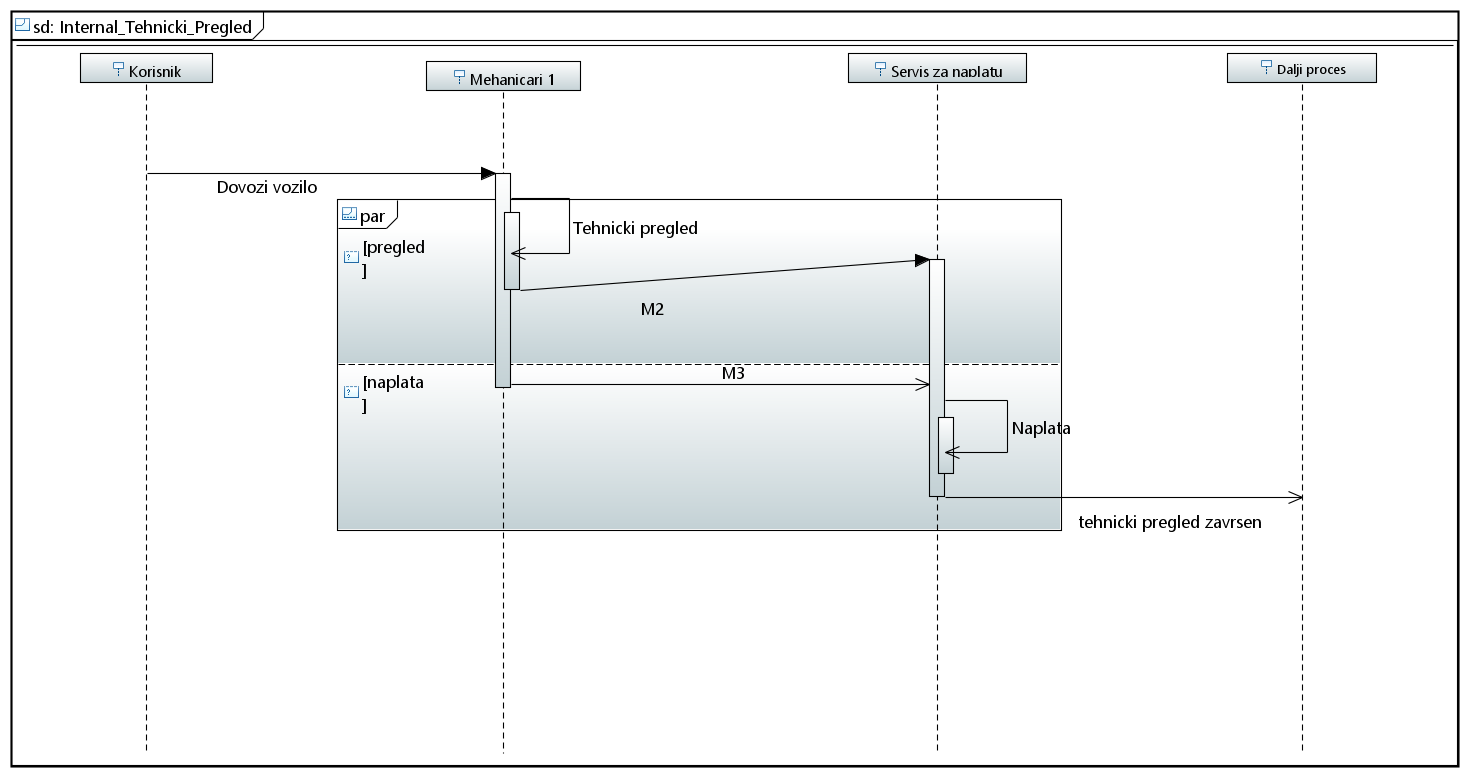 sd: Internal_Tehnicki_Pregled
Korisnik
Mehanicari 1
Servis za naplatu
Dalji proces
Dovozi vozilo
par
Tehnicki pregled
[pregled
]
M2
M3
[naplata
]
Naplata
tehnicki pregled zavrsen